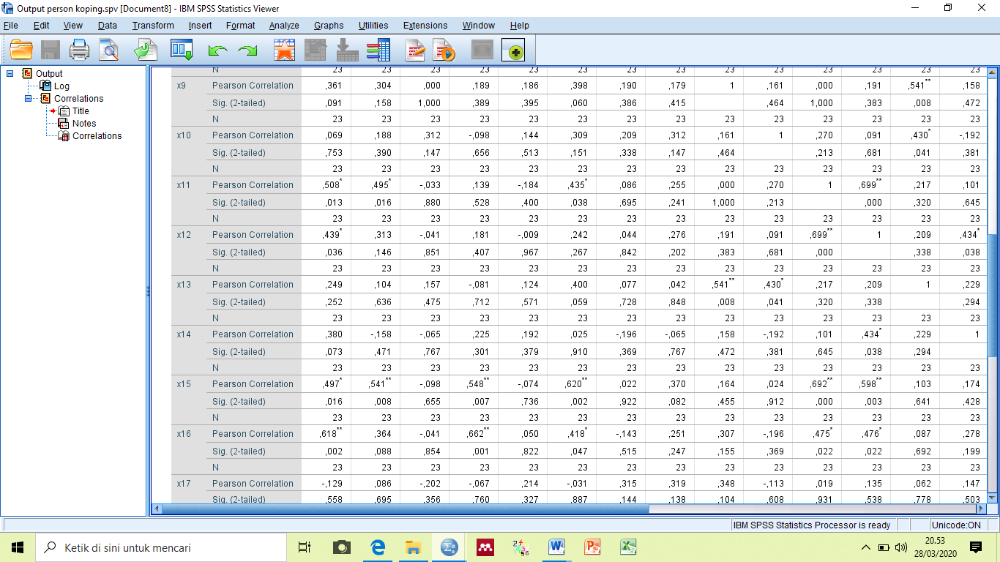 Output person koping.spv [Document8] - IBM SPSS Statistics Viewer
File Edit View Data Transform Insert Format Analyze Graphs Utilities Extensions Window Help
Output
Log
Correlations
Title
Notes
Correlations
N 23 23 23 23 23 23 23 23 23 23 23 23 23 23
x9 Pearson Correlation ,361 ,304 ,000 ,189 ,186 ,398 ,190 ,179 1 ,161 ,000 ,191 ,541** ,158
Sig. (2-tailed) ,091 ,158 1,000 ,389 ,395 ,060 ,386 ,415 ,464 1,000 ,383 ,008 ,472
N 23 23 23 23 23 23 23 23 23 23 23 23 23 23
x10 Pearson Correlation ,069 ,188 ,312 -,098 ,144 ,309 ,209 ,312 ,161 1 ,270 ,091 ,430* -,192
Sig. (2-tailed) ,753 ,390 ,147 ,656 ,513 ,151 ,338 ,147 ,464 ,213 ,681 ,041 ,381
N 23 23 23 23 23 23 23 23 23 23 23 23 23 23
x11 Pearson Correlation ,508* ,495* -,033 ,139 -,184 ,435* ,086 ,255 ,000 ,270 1 ,699** ,217 ,101
Sig. (2-tailed) ,013 ,016 ,880 ,528 ,400 ,038 ,695 ,241 1,000 ,213 ,000 ,320 ,645
N 23 23 23 23 23 23 23 23 23 23 23 23 23 23
x12 Pearson Correlation ,439* ,313 -,041 ,181 -,009 ,242 ,044 ,276 ,191 ,091 ,699** 1 ,209 ,434*
Sig. (2-tailed) ,036 ,146 ,851 ,407 ,967 ,267 ,842 ,202 ,383 ,681 ,000 ,338 ,038
N 23 23 23 23 23 23 23 23 23 23 23 23 23 23
x13 Pearson Correlation ,249 ,104 ,157 -,081 ,124 ,400 ,077 ,042 ,541** ,430* ,217 ,209 1 ,229
Sig. (2-tailed) ,252 ,636 ,475 ,712 ,571 ,059 ,728 ,848 ,008 ,041 ,320 ,338 ,294
N 23 23 23 23 23 23 23 23 23 23 23 23 23 23
x14 Pearson Correlation ,380 -,158 -,065 ,225 ,192 ,025 -,196 -,065 ,158 -,192 ,101 ,434* ,229 1
Sig. (2-tailed) ,073 ,471 ,767 ,301 ,379 ,910 ,369 ,767 ,472 ,381 ,645 ,038 ,294
N 23 23 23 23 23 23 23 23 23 23 23 23 23 23
x15 Pearson Correlation ,497* ,541** -,098 ,548** -,074 ,620** ,022 ,370 ,164 ,024 ,692** ,598** ,103 ,174
Sig. (2-tailed) ,016 ,008 ,655 ,007 ,736 ,002 ,922 ,082 ,455 ,912 ,000 ,003 ,641 ,428
N 23 23 23 23 23 23 23 23 23 23 23 23 23 23
x16 Pearson Correlation ,618** ,364 -,041 ,662** ,050 ,418* -,143 ,251 ,307 -,196 ,475* ,476* ,087 ,278
Sig. (2-tailed) ,002 ,088 ,854 ,001 ,822 ,047 ,515 ,247 ,155 ,369 ,022 ,022 ,692 ,199
N 23 23 23 23 23 23 23 23 23 23 23 23 23 23
x17 Pearson Correlation -,129 ,086 -,202 -,067 ,214 -,031 ,315 ,319 ,348 -,113 ,019 ,135 ,062 ,147
Sig. (2-tailed) ,558 ,695 ,356 ,760 ,327 ,887 ,144 ,138 ,104 ,608 ,931 ,538 ,778 ,503
IBM SPSS Statistics Processor is ready Unicode:ON
Ketik di sini untuk mencari
20.53
28/03/2020